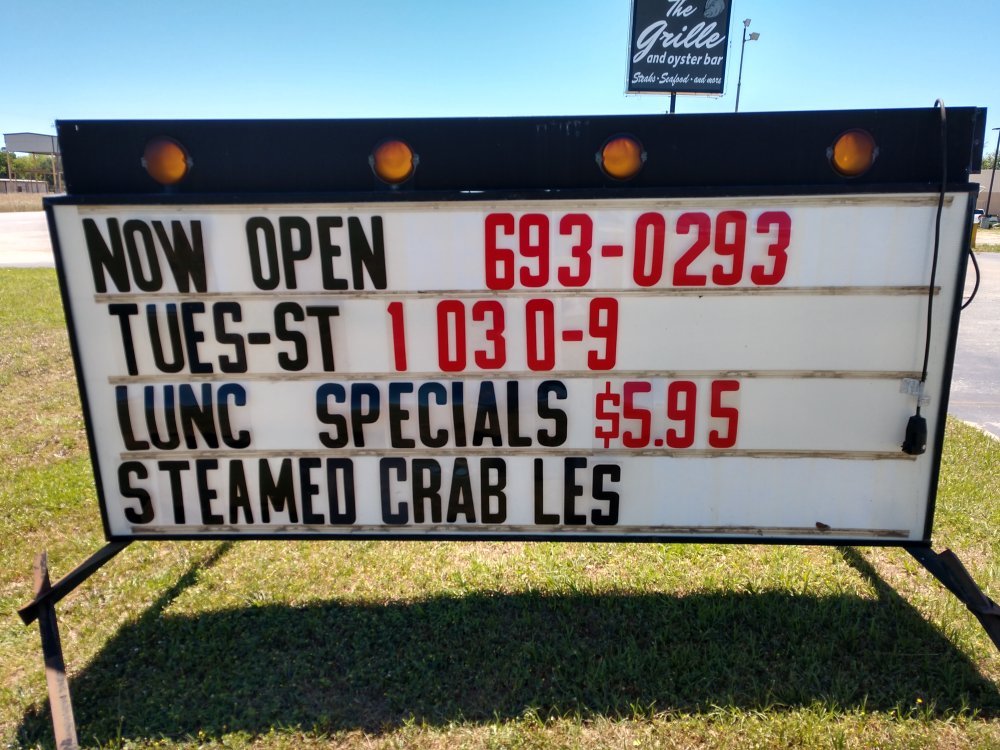 The
Grille
and oyster bar
Steaks · Seafood · and more
NOW OPEN 693-0293
TUES-ST 1030-9
LUNC SPECIALS $5.95
STEAMED CRAB LES